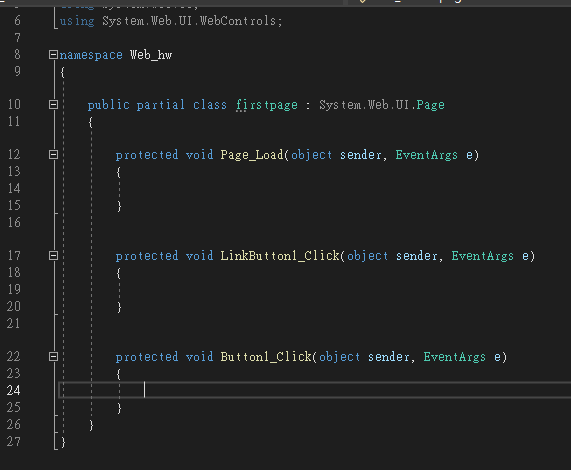 6 using System.Web.UI.WebControls;
7
8 namespace Web_hw
9 {
10 public partial class firstpage : System.Web.UI.Page
11 {
12 protected void Page_Load(object sender, EventArgs e)
13 {
14
15 }
16
17 protected void LinkButton1_Click(object sender, EventArgs e)
18 {
19
20 }
21
22 protected void Button1_Click(object sender, EventArgs e)
23 {
24
25 }
26 }
27 }